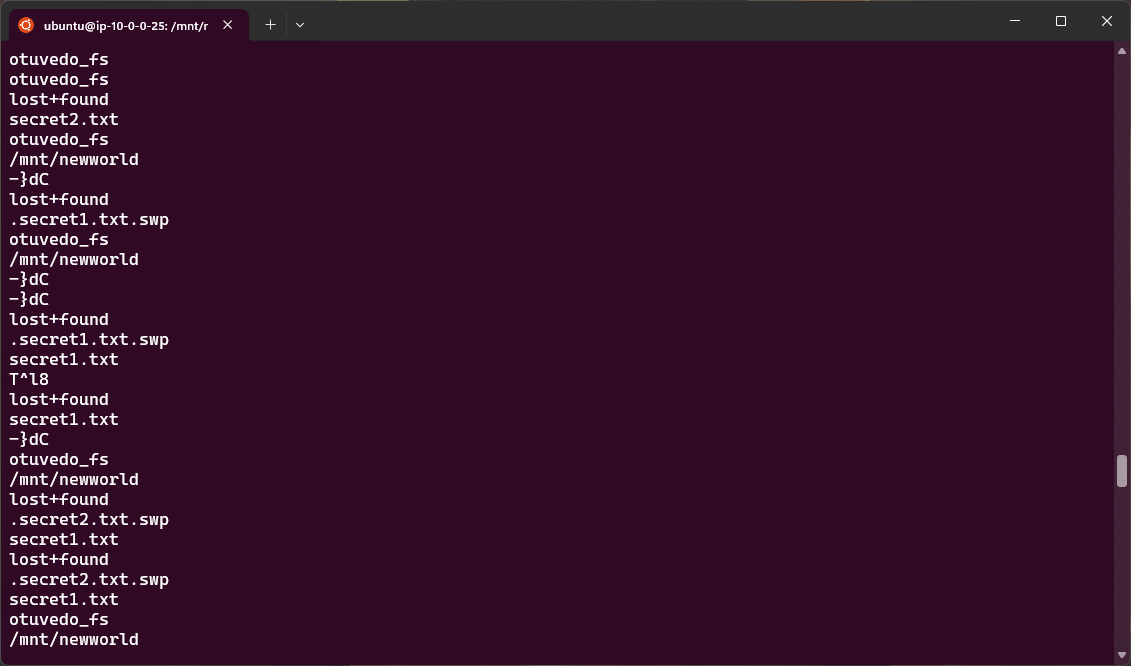 ubuntu@ip-10-0-0-25: /mnt/r
otuvedo_fs
otuvedo_fs
lost+found
secret2.txt
otuvedo_fs
/mnt/newworld
-}dC
lost+found
.secret1.txt.swp
otuvedo_fs
/mnt/newworld
-}dC
-}dC
lost+found
.secret1.txt.swp
secret1.txt
T^l8
lost+found
secret1.txt
-}dC
otuvedo_fs
/mnt/newworld
lost+found
.secret2.txt.swp
secret1.txt
lost+found
.secret2.txt.swp
secret1.txt
otuvedo_fs
/mnt/newworld